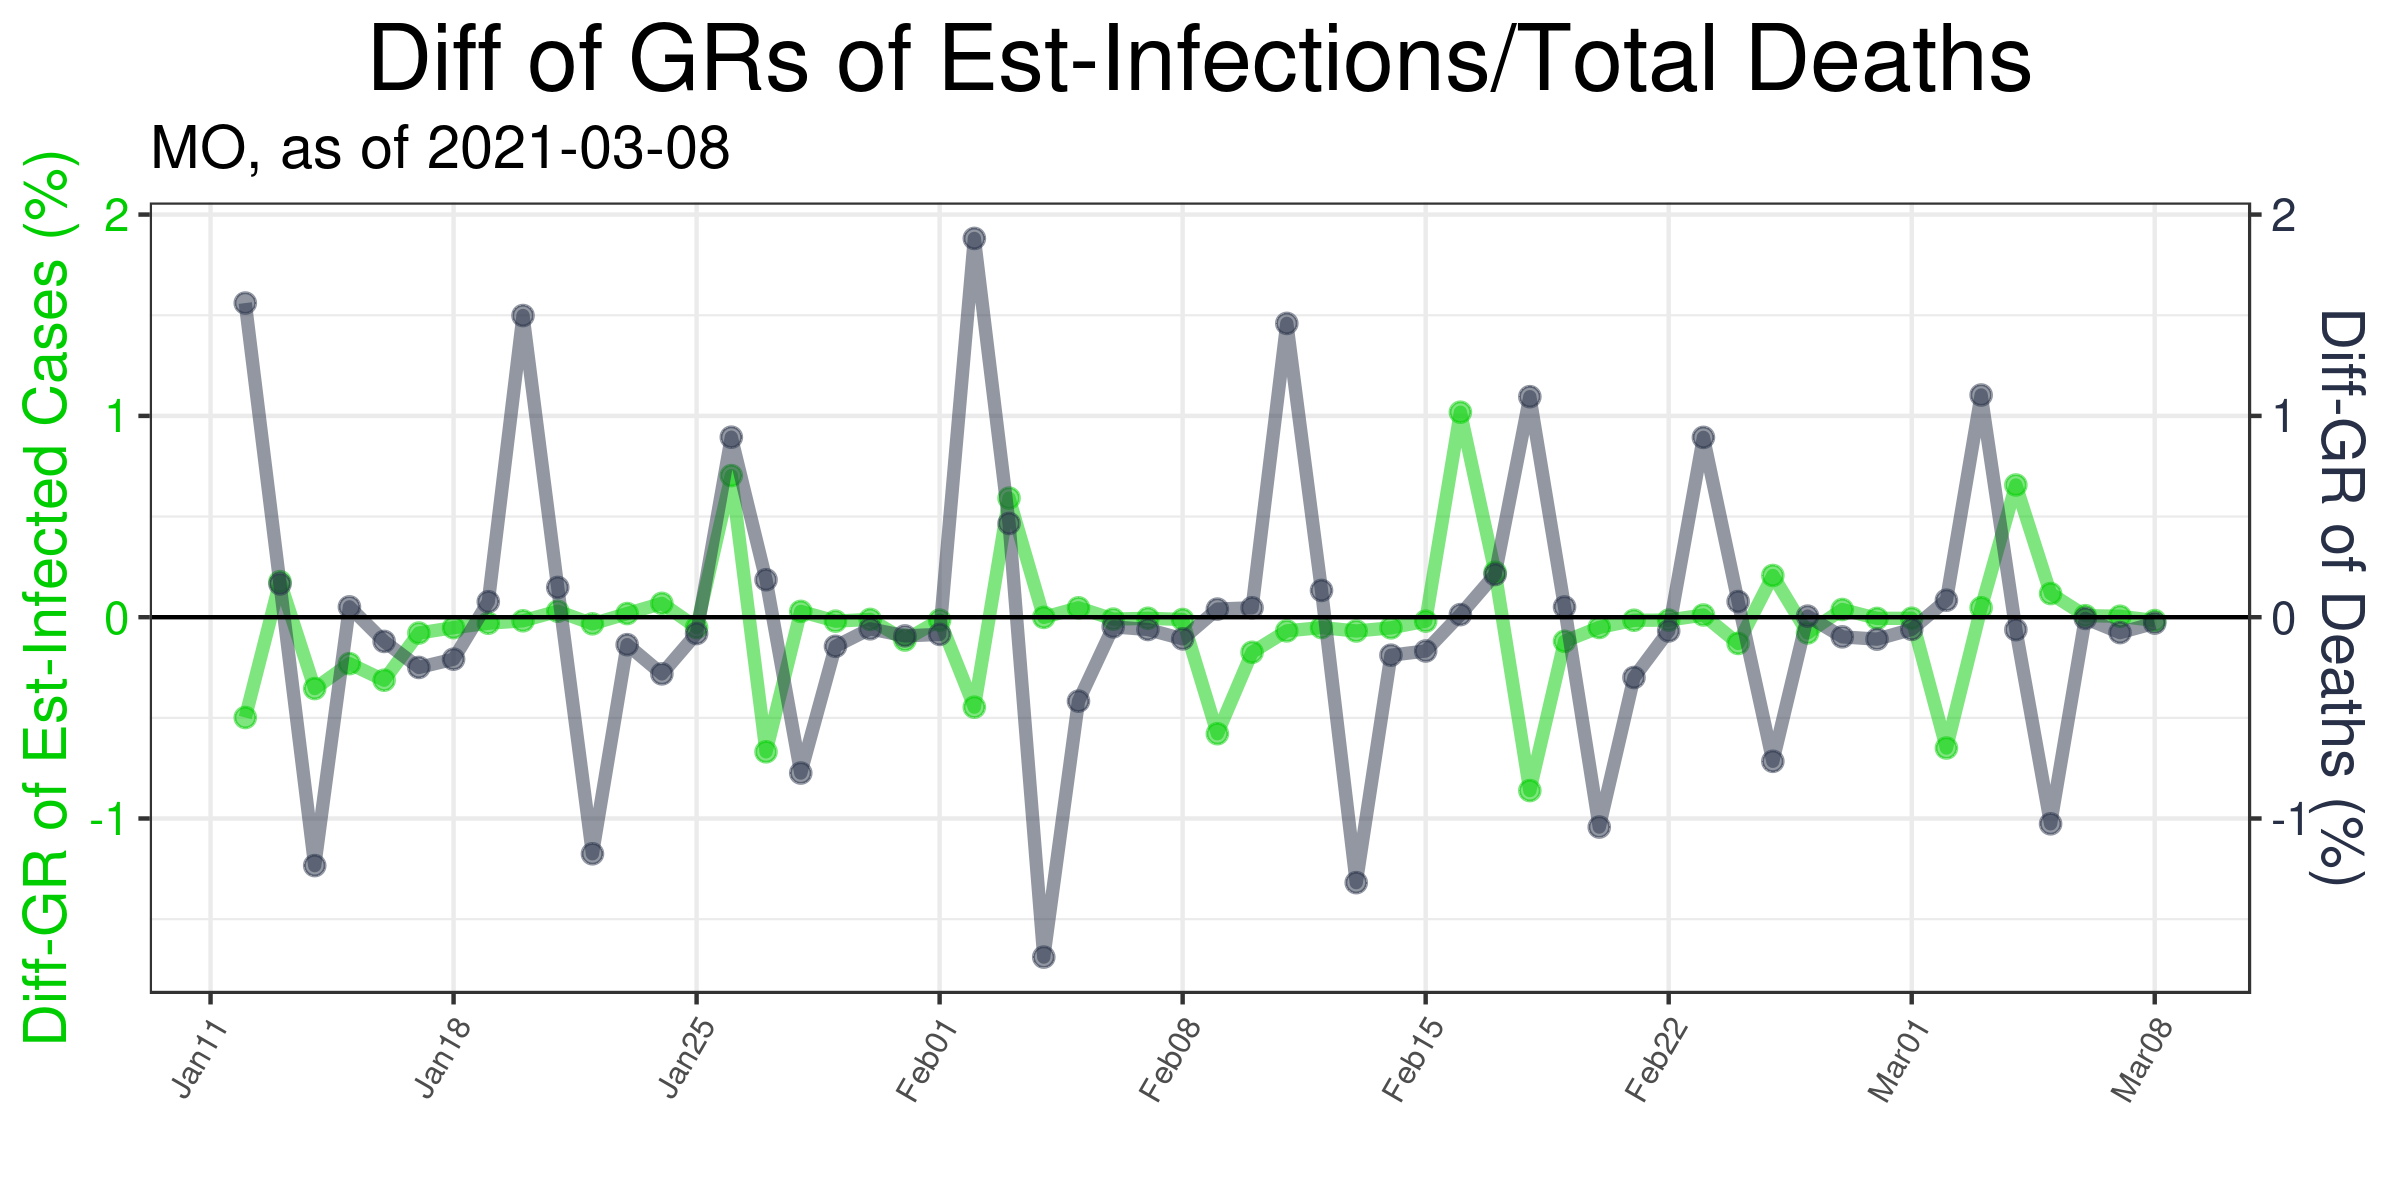 Diff of GRs of Est-Infections/Total Deaths
MO, as of 2021-03-08
Diff-GR of Est-Infected Cases (%)
2
1
0
-1
2
1
0
-1
Diff-GR of Deaths (%)
Jan11
Jan18
Jan25
Feb01
Feb08
Feb15
Feb22
Mar01
Mar08